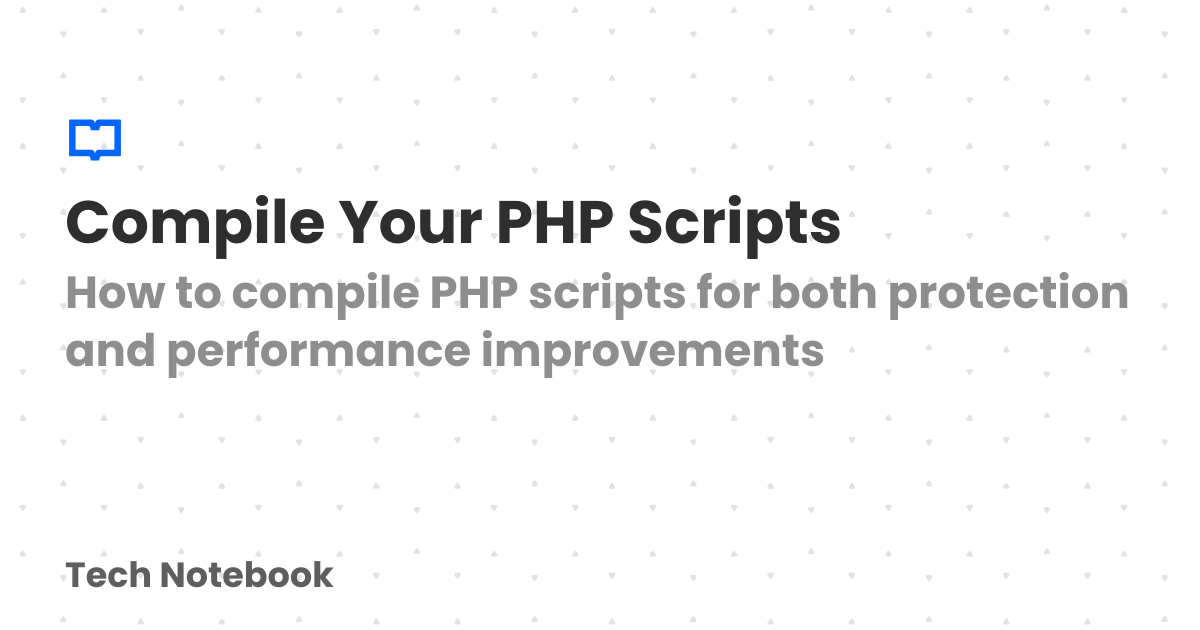 Compile Your PHP Scripts
How to compile PHP scripts for both protection
and performance improvements
Tech Notebook